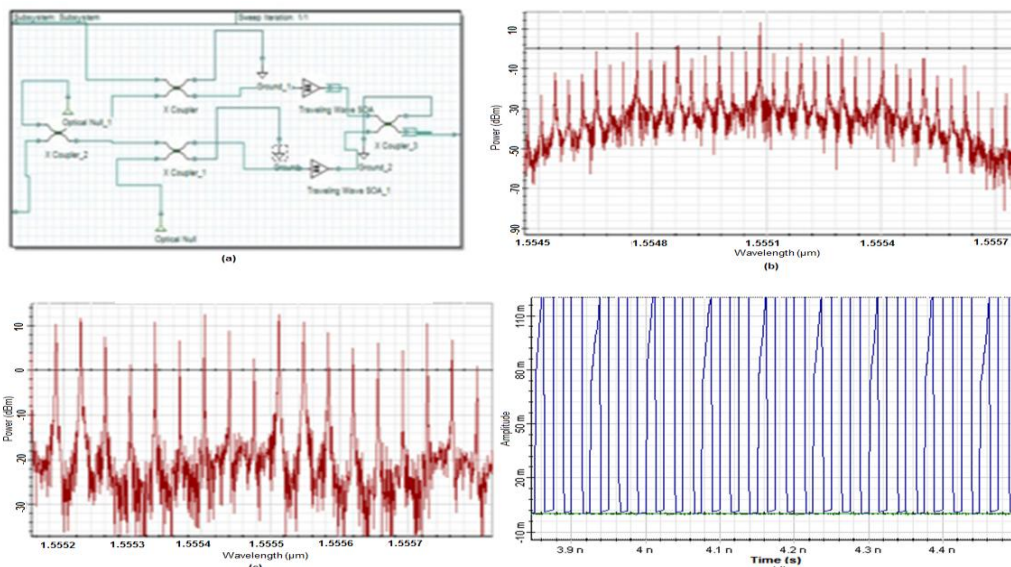 Subsystem: Subsystem
Sweep Iteration: 1/1
Optical Null_1
X Coupler
Ground_1
Traveling Wave SOA
X Coupler_2
X Coupler_3
X Coupler_1
Ground
Ground_2
Traveling Wave SOA_1
Optical Null
(a)
Power (dBm)
10
-10
-30
-50
-70
-90
1.5545
1.5548
1.5551
1.5554
1.5557
Wavelength (µm)
(b)
Power (dBm)
10
0
-10
-20
-30
1.5552
1.5553
1.5554
1.5555
1.5556
1.5557
Wavelength (µm)
(c)
Amplitude
110 m
80 m
50 m
20 m
-10 m
3.9 n
4 n
4.1 n
4.2 n
4.3 n
4.4 n
Time (s)